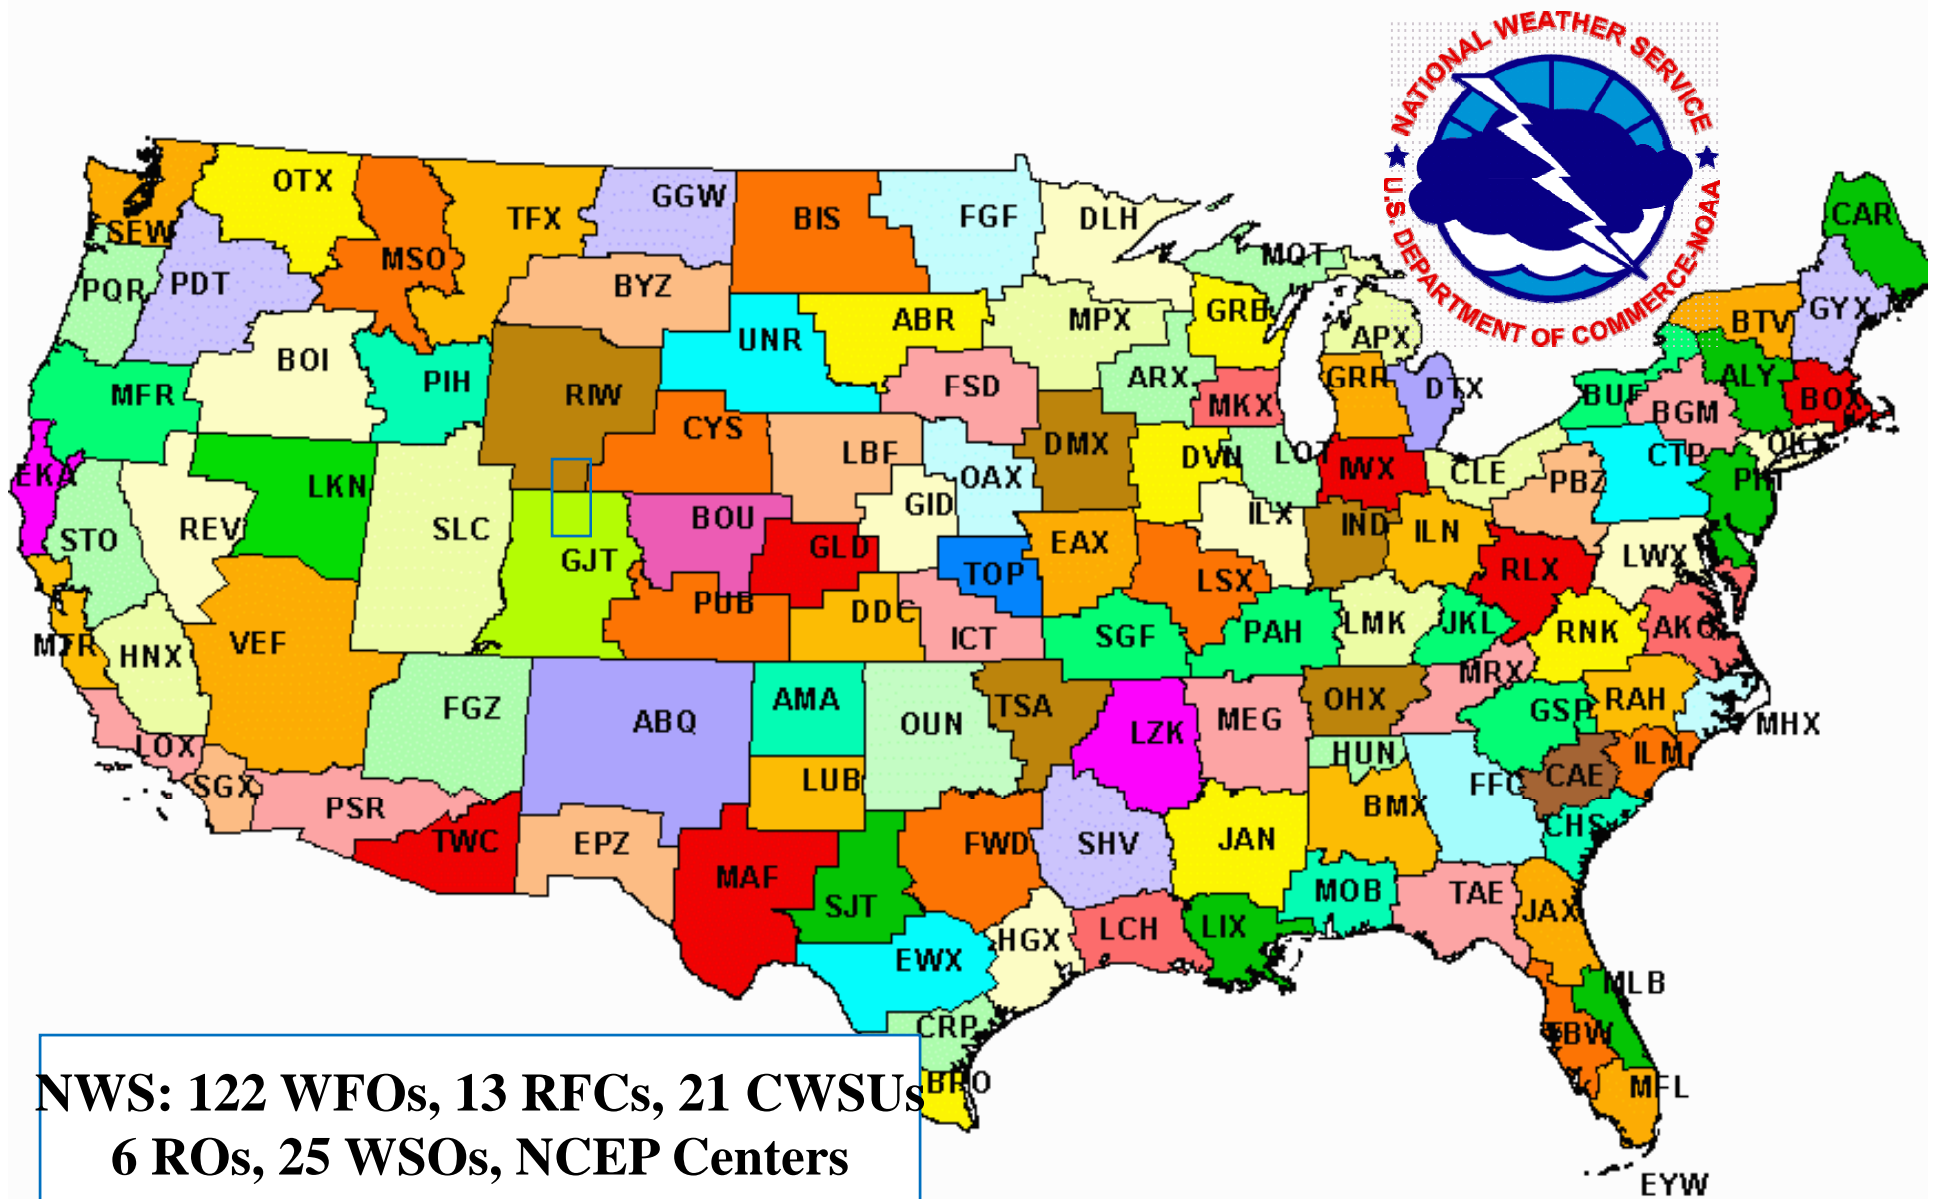 NATIONAL WEATHER SERVICE
U.S. DEPARTMENT OF COMMERCE-NOAA
CAR
OTX
GGW
TFX
BIS
FGF
DLH
SEW
MSO
MQT
PQR
PDT
BYZ
GYX
ABR
MPX
GRB
BTV
UNR
APX
BOI
PIH
RIW
FSD
ARX
GRR
DTX
ALY
MFR
MKX
BUF
BGM
BOX
CYS
LBF
DMX
DVN
LOT
IWX
CLE
CTP
OKX
EKA
LKN
OAX
PBZ
PHI
GID
STO
REV
SLC
BOU
ILX
IND
ILN
GJT
GLD
TOP
EAX
LSX
RLX
LWX
PUB
DDC
MTR
HNX
VEF
ICT
SGF
PAH
LMK
JKL
RNK
AKQ
MRX
FGZ
ABQ
AMA
OUN
TSA
LZK
MEG
OHX
GSP
RAH
MHX
LOX
HUN
ILM
SGX
PSR
LUB
BMX
FFC
CAE
CHS
TWC
EPZ
FWD
SHV
JAN
MAF
SJT
MOB
TAE
JAX
EWX
HGX
LCH
LIX
MLB
CRP
TBW
BRO
MFL
EYW
NWS: 122 WFOs, 13 RFCs, 21 CWSUs
6 ROs, 25 WSOs, NCEP Centers